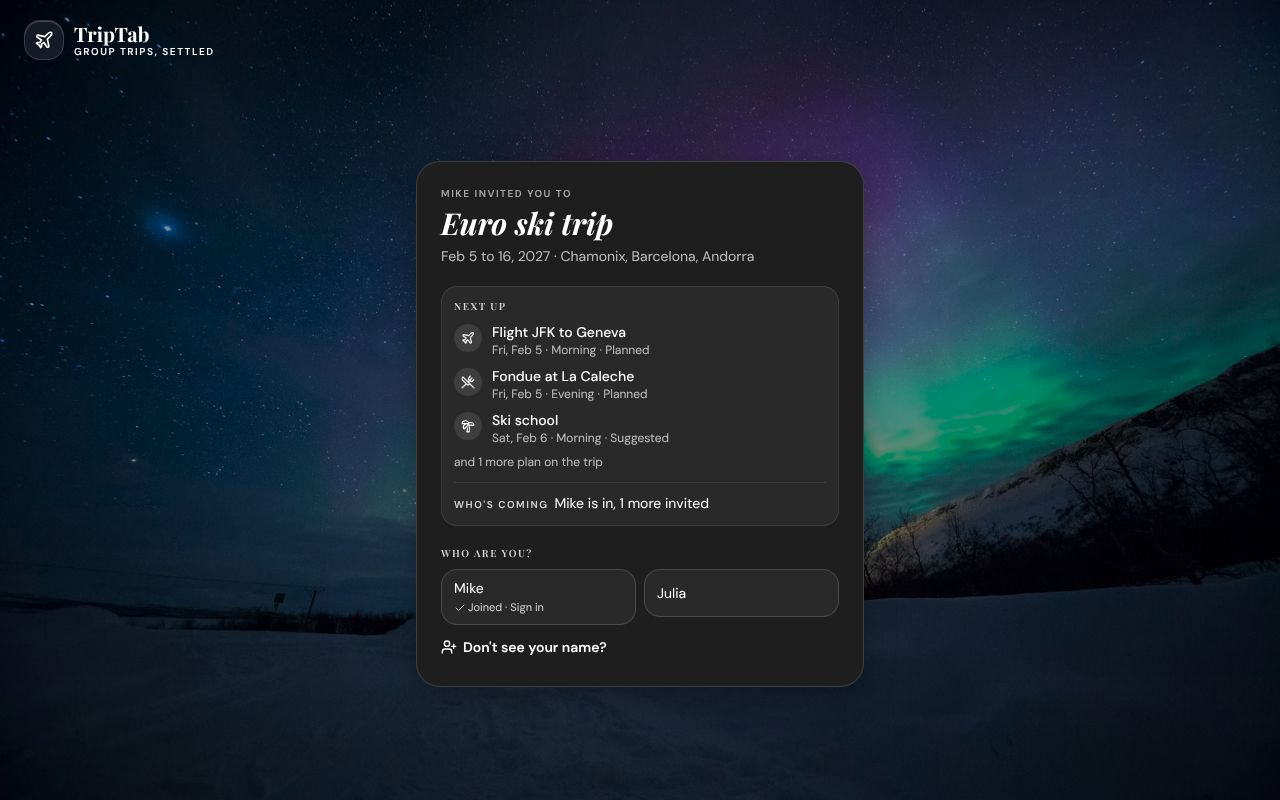 TripTab
GROUP TRIPS, SETTLED
MIKE INVITED YOU TO
Euro ski trip
Feb 5 to 16, 2027 · Chamonix, Barcelona, Andorra
NEXT UP
Flight JFK to Geneva
Fri, Feb 5 · Morning · Planned
Fondue at La Caleche
Fri, Feb 5 · Evening · Planned
Ski school
Sat, Feb 6 · Morning · Suggested
and 1 more plan on the trip
WHO'S COMING Mike is in, 1 more invited
WHO ARE YOU?
Mike
Joined · Sign in
Julia
Don't see your name?